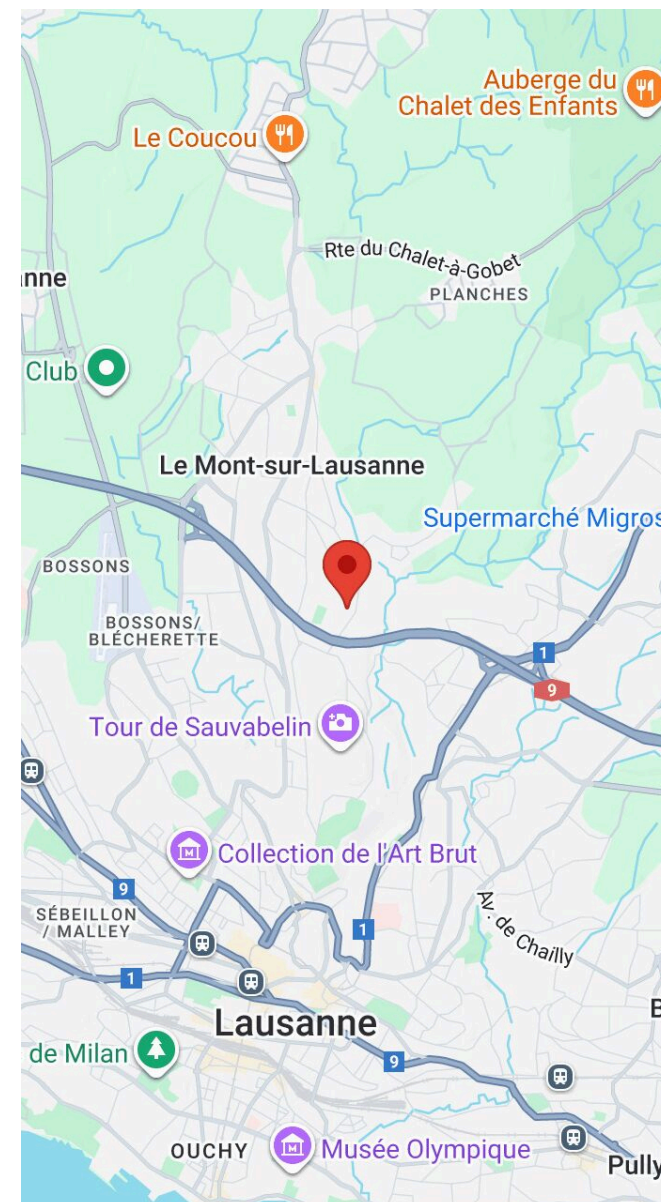 Auberge du
Chalet des Enfants
Le Coucou
Rte du Chalet-à-Gobet
nne
PLANCHES
Club
Le Mont-sur-Lausanne
Supermarché Migros
BOSSONS
BOSSONS/
BLÉCHERETTE
1
9
Tour de Sauvabelin
Collection de l'Art Brut
9
SÉBEILLON
/ MALLEY
Av. de Chailly
1
1
Lausanne
B
de Milan
9
OUCHY
Musée Olympique
Pully